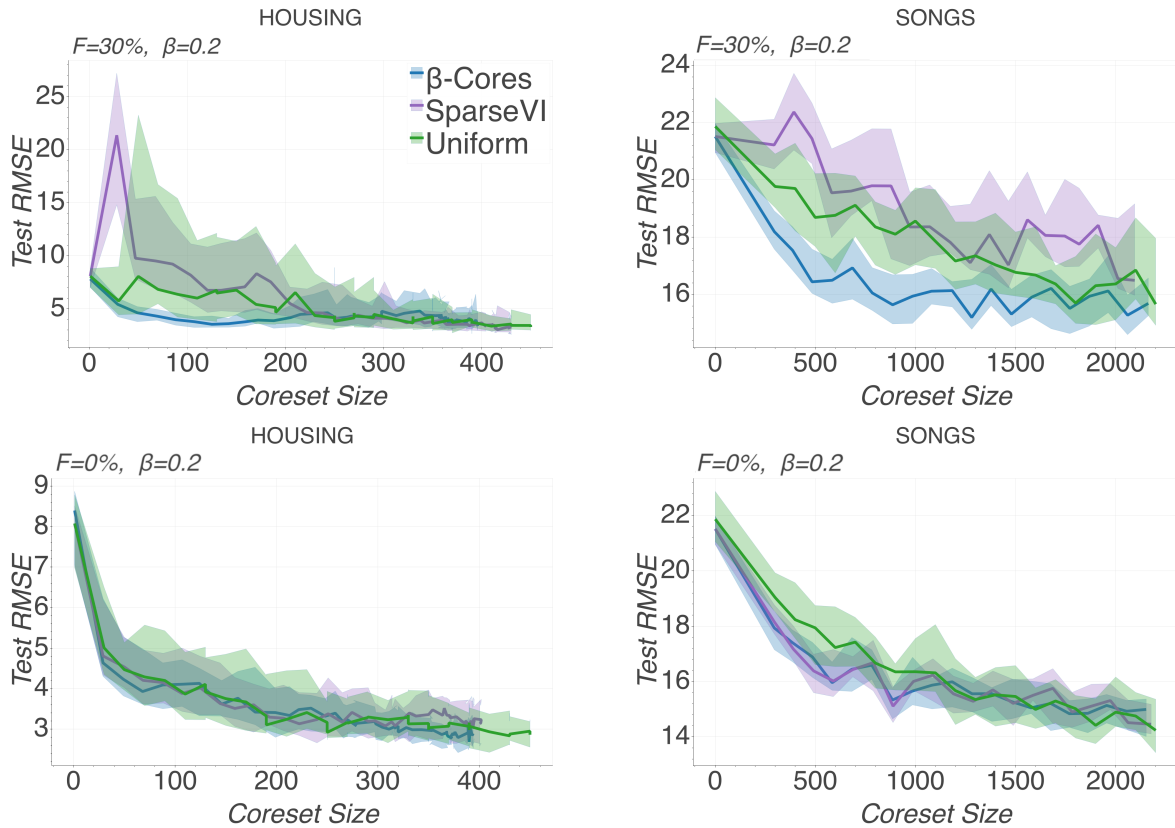 HOUSING
F=30%, β=0.2
β-Cores
SparseVI
Uniform
25
20
15
10
5
Test RMSE
0 100 200 300 400
Coreset Size
SONGS
F=30%, β=0.2
24
22
20
18
16
Test RMSE
0 500 1000 1500 2000
Coreset Size
HOUSING
F=0%, β=0.2
9
8
7
6
5
4
3
Test RMSE
0 100 200 300 400
Coreset Size
SONGS
F=0%, β=0.2
22
20
18
16
14
Test RMSE
0 500 1000 1500 2000
Coreset Size